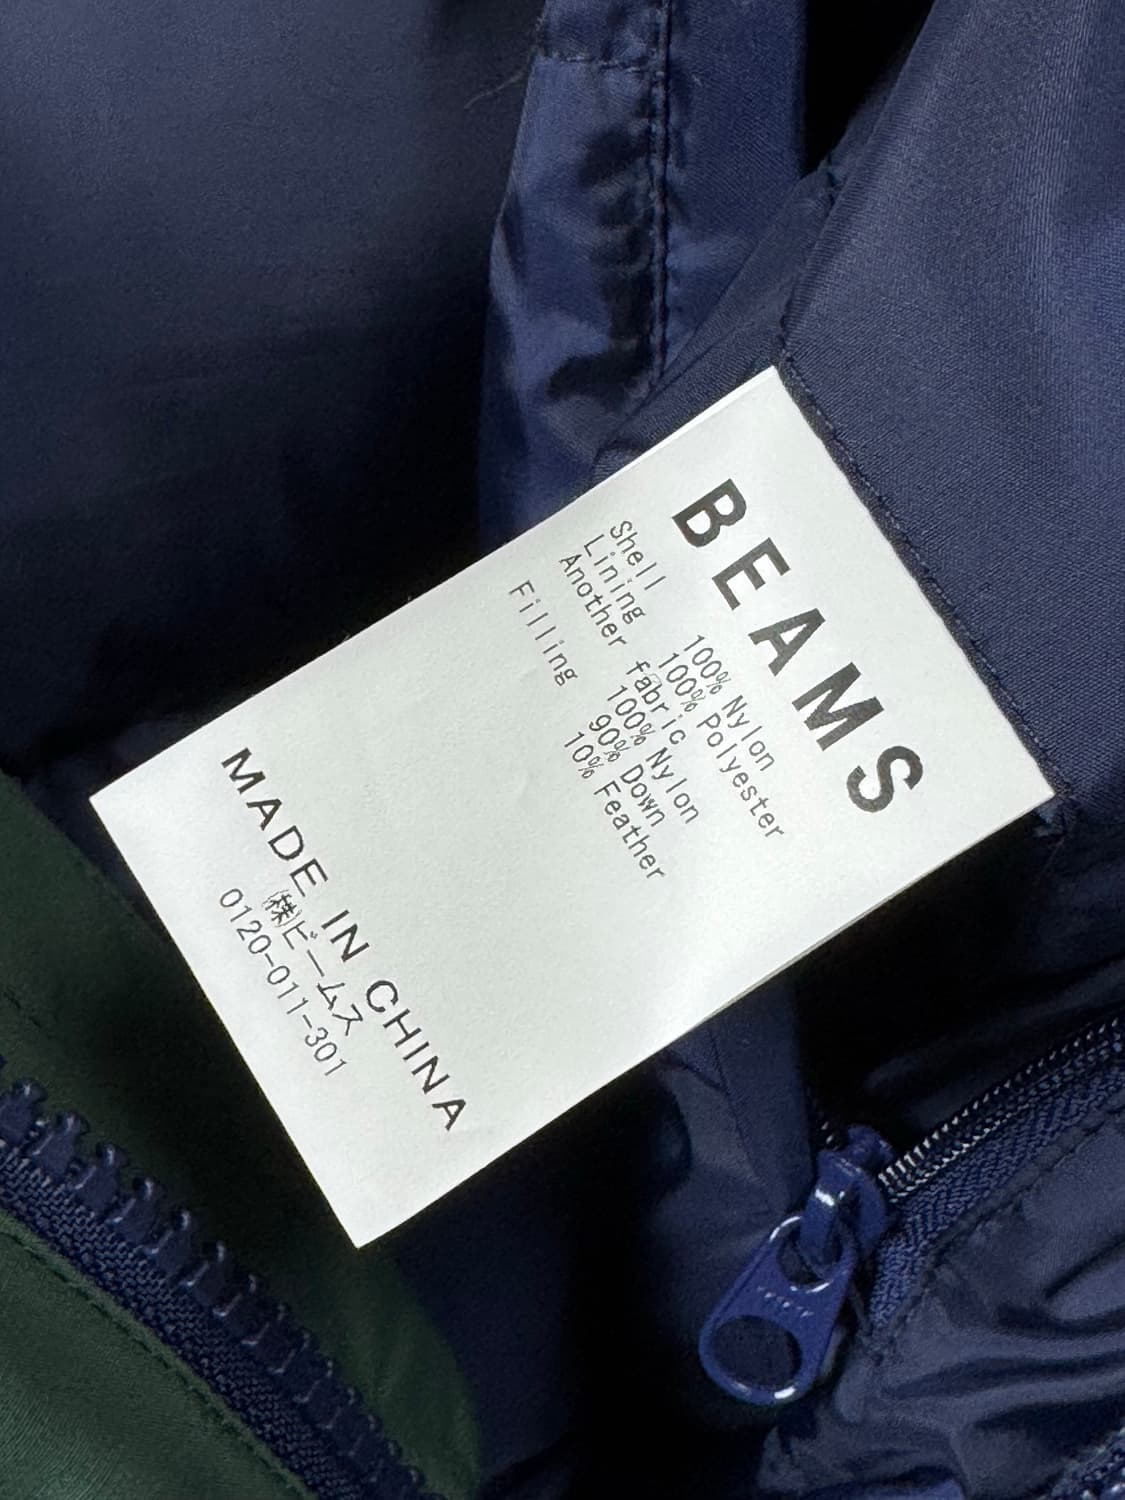 BEAMS
Shell 100% Nylon
Lining 100% Polyester
Another fabric
100% Nylon
Filling 90% Down
10% Feather
MADE IN CHINA
㈱ビームス
0120-011-301